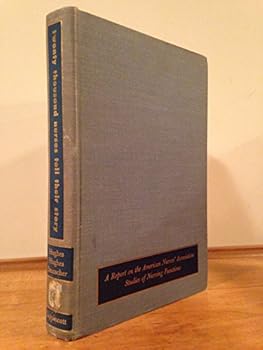 twenty thousand nurses tell their story
Hughes
Hughes
Deutscher
Lippincott
A Report on the American Nurses' Association
Studies of Nursing Functions